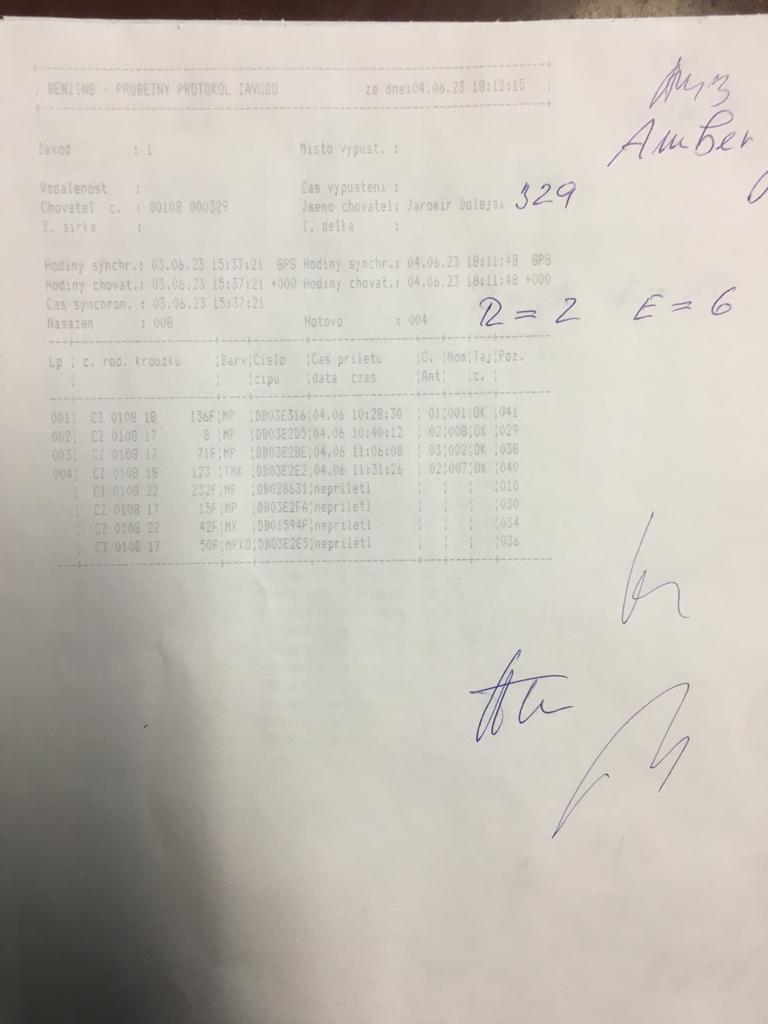 BENZING - PRUBEZNY PROTOKOL ZAVODU ze dne:04.06.23 18:12:15
Amber
Zavod : 1 Misto vypust. :
Vzdalenost : Cas vypusteni :
Chovatel c. : 00108 000329 Jmeno chovatel: Jaromir Dolejsi 329
Z. sirka : Z. delka :
Hodiny synchr.: 03.06.23 15:37:21 GPS Hodiny synchr.: 04.06.23 18:11:48 GPS
Hodiny chovat.: 03.06.23 15:37:21 +000 Hodiny chovat.: 04.06.23 18:11:48 +000
Cas synchron. : 03.06.23 15:37:21
Nasazen : 008 Hotovo : 004 R = 2 E = 6
Lp ¦ c. rod. krouzku ¦Barv¦Cislo ¦Cas priletu ¦C. ¦Nom¦Taj¦Poz.
¦ ¦ ¦cipu ¦data czas ¦Ant¦ ¦c. ¦
001¦ CZ 0108 18 136F¦MP ¦DB03E316¦04.06 10:28:30 ¦ 01¦001¦OK ¦041
002¦ CZ 0108 17 8 ¦MP ¦DB03E2D5¦04.06 10:40:12 ¦ 02¦008¦OK ¦029
003¦ CZ 0108 17 71F¦MP ¦DB03E2BE¦04.06 11:06:08 ¦ 03¦002¦OK ¦038
004¦ CZ 0108 18 123 ¦TMK ¦DB03E2E2¦04.06 11:31:26 ¦ 02¦007¦OK ¦040
¦ CZ 0108 22 232F¦MP ¦DB028631¦nepriletl ¦ ¦ ¦ ¦010
¦ CZ 0108 17 15F¦MP ¦DB03E2FA¦nepriletl ¦ ¦ ¦ ¦030
¦ CZ 0108 22 42F¦MK ¦DB01594F¦nepriletl ¦ ¦ ¦ ¦034
¦ CZ 0108 17 50F¦MPKO¦DB03E2E5¦nepriletl ¦ ¦ ¦ ¦036